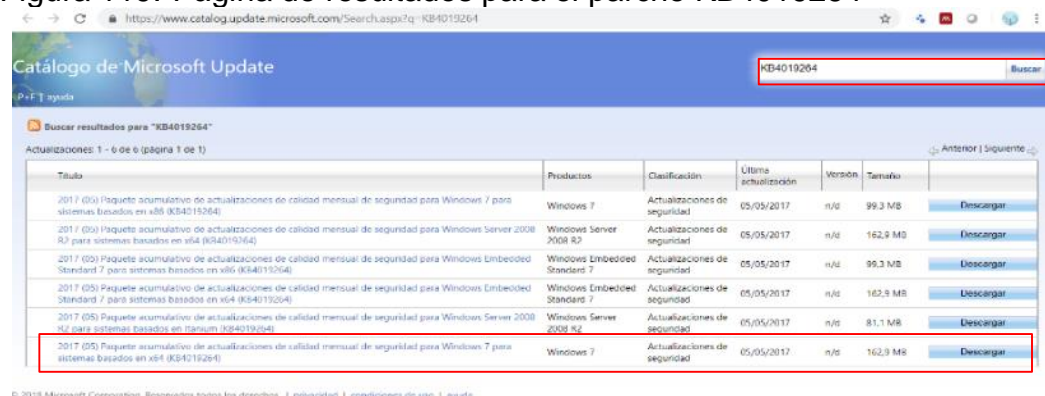 https://www.catalog.update.microsoft.com/Search.aspx?q=KB4019264
Catálogo de Microsoft Update
KB4019264
Buscar
P+F | ayuda
Buscar resultados para "KB4019264"
Actualizaciones: 1 - 6 de 6 (página 1 de 1)
Anterior | Siguiente
Título Productos Clasificación Última actualización Versión Tamaño
2017 (05) Paquete acumulativo de actualizaciones de calidad mensual de seguridad para Windows 7 para
sistemas basados en x86 (KB4019264)
Windows 7
Actualizaciones de
seguridad
05/05/2017 n/d 99,3 MB Descargar
2017 (05) Paquete acumulativo de actualizaciones de calidad mensual de seguridad para Windows Server 2008
R2 para sistemas basados en x64 (KB4019264)
Windows Server
2008 R2
Actualizaciones de
seguridad
05/05/2017 n/d 162,9 MB Descargar
2017 (05) Paquete acumulativo de actualizaciones de calidad mensual de seguridad para Windows Embedded
Standard 7 para sistemas basados en x86 (KB4019264)
Windows Embedded
Standard 7
Actualizaciones de
seguridad
05/05/2017 n/d 99,3 MB Descargar
2017 (05) Paquete acumulativo de actualizaciones de calidad mensual de seguridad para Windows Embedded
Standard 7 para sistemas basados en x64 (KB4019264)
Windows Embedded
Standard 7
Actualizaciones de
seguridad
05/05/2017 n/d 162,9 MB Descargar
2017 (05) Paquete acumulativo de actualizaciones de calidad mensual de seguridad para Windows Server 2008
R2 para sistemas basados en Itanium (KB4019264)
Windows Server
2008 R2
Actualizaciones de
seguridad
05/05/2017 n/d 81,1 MB Descargar
2017 (05) Paquete acumulativo de actualizaciones de calidad mensual de seguridad para Windows 7 para
sistemas basados en x64 (KB4019264)
Windows 7
Actualizaciones de
seguridad
05/05/2017 n/d 162,9 MB Descargar
© 2018 Microsoft Corporation. Reservados todos los derechos. | privacidad | condiciones de uso | ayuda